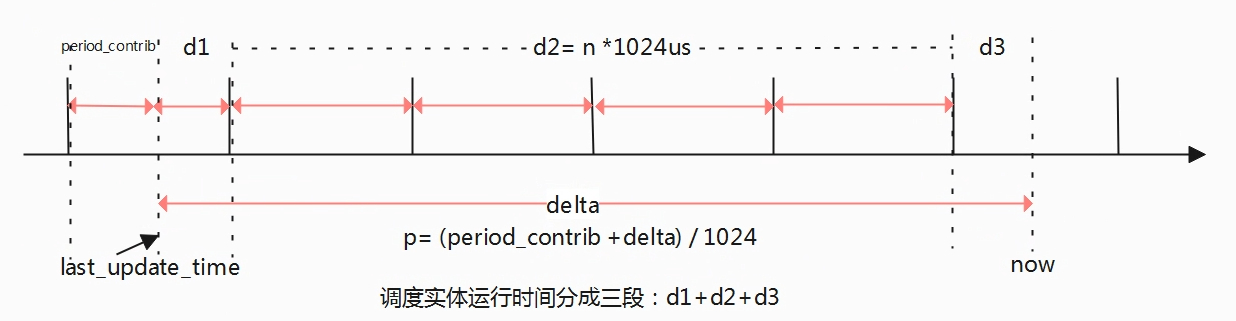 period_contrib d1 d2= n *1024us d3
delta
p= (period_contrib +delta) / 1024
last_update_time now
调度实体运行时间分成三段：d1+d2+d3